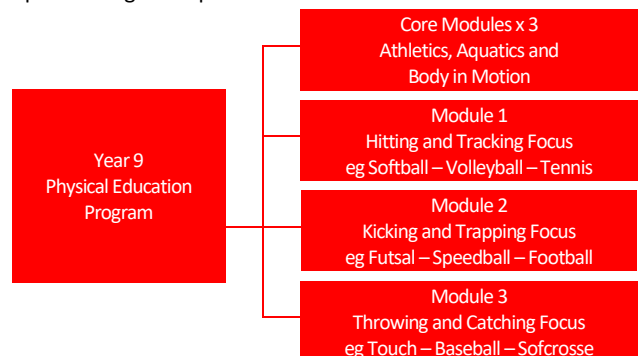 Year 9
Physical Education
Program
Core Modules x 3
Athletics, Aquatics and
Body in Motion
Module 1
Hitting and Tracking Focus
eg Softball – Volleyball – Tennis
Module 2
Kicking and Trapping Focus
eg Futsal – Speedball – Football
Module 3
Throwing and Catching Focus
eg Touch – Baseball – Sofcrosse